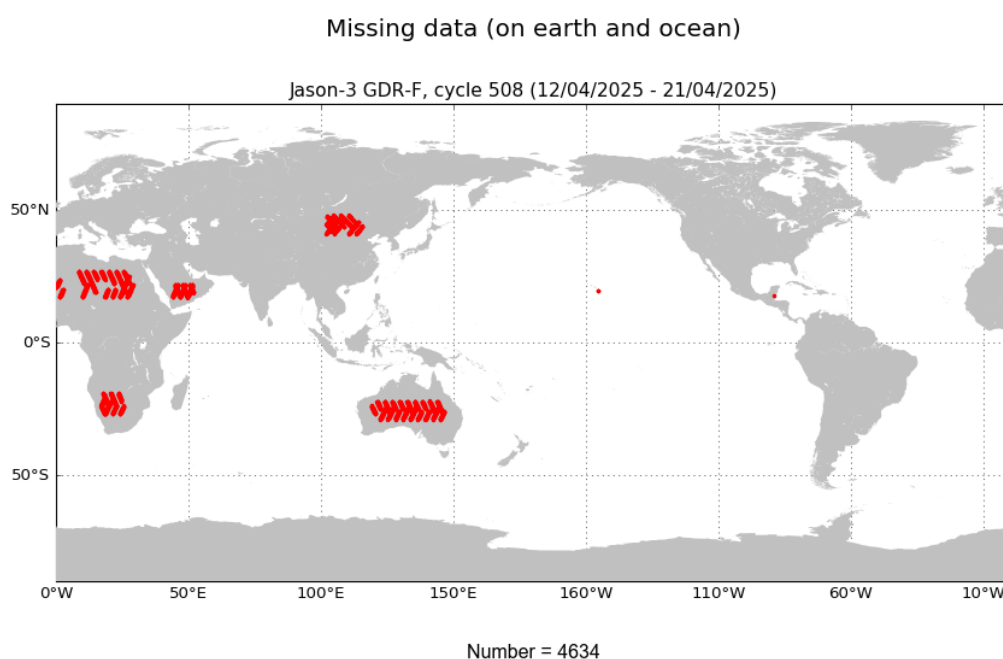 Missing data (on earth and ocean)
Jason-3 GDR-F, cycle 508 (12/04/2025 - 21/04/2025)
50°N
0°S
50°S
0°W 50°E 100°E 150°E 160°W 110°W 60°W 10°W
Number = 4634